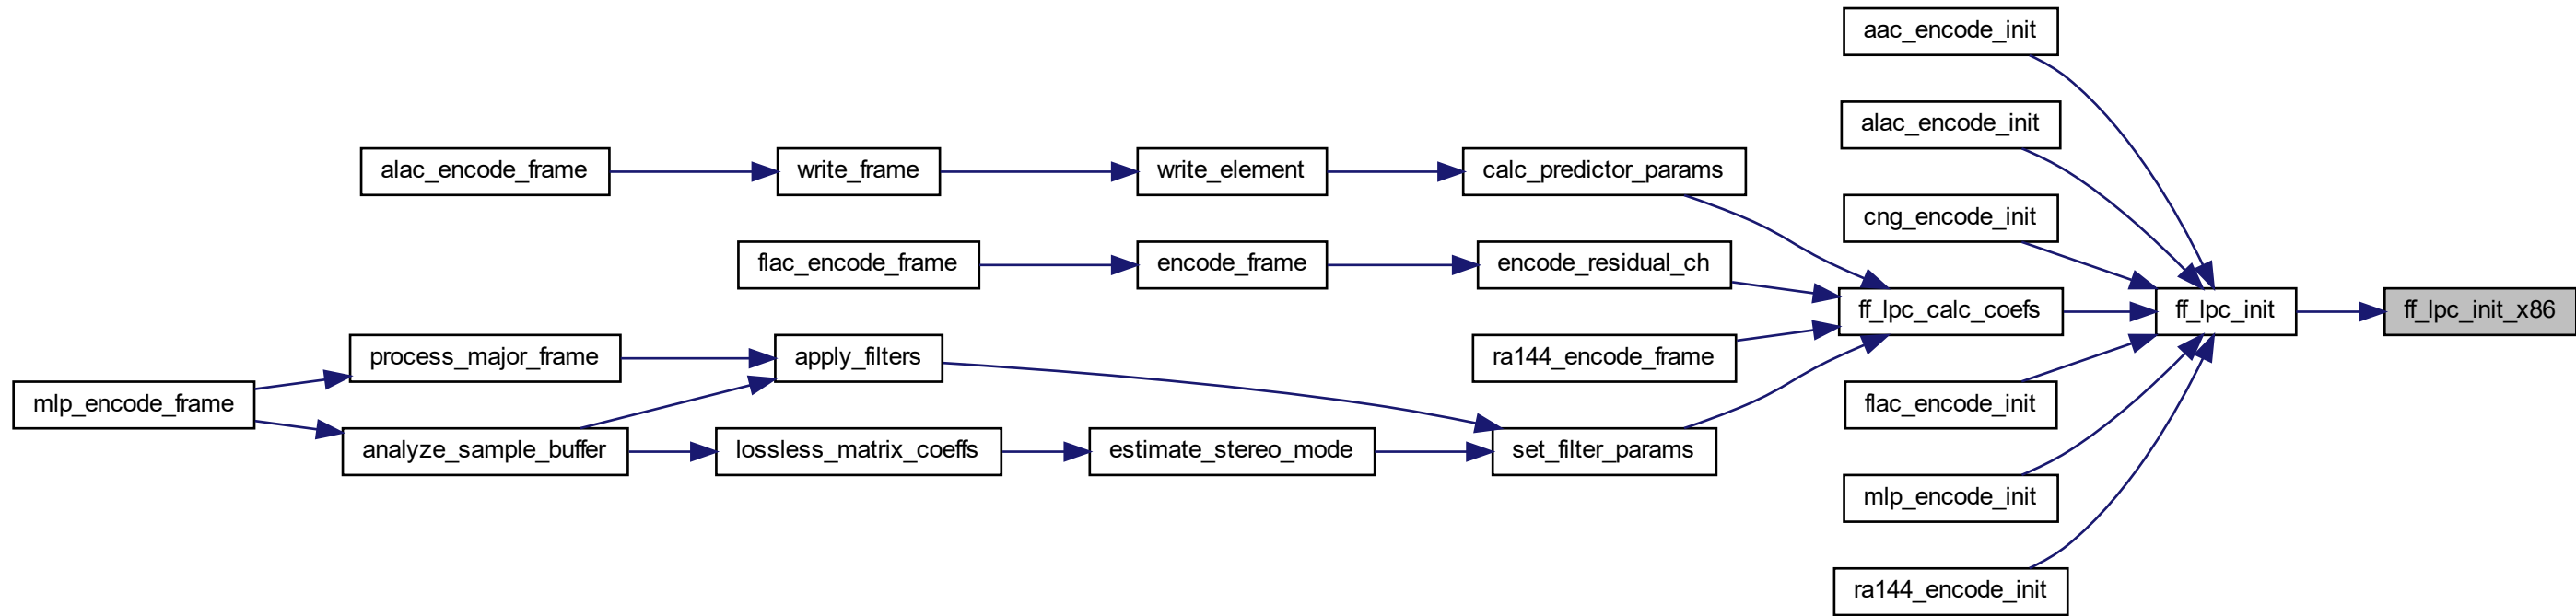 aac_encode_init
alac_encode_init
alac_encode_frame
write_frame
write_element
calc_predictor_params
cng_encode_init
flac_encode_frame
encode_frame
encode_residual_ch
ff_lpc_calc_coefs
ff_lpc_init
ff_lpc_init_x86
process_major_frame
apply_filters
ra144_encode_frame
mlp_encode_frame
flac_encode_init
analyze_sample_buffer
lossless_matrix_coeffs
estimate_stereo_mode
set_filter_params
mlp_encode_init
ra144_encode_init